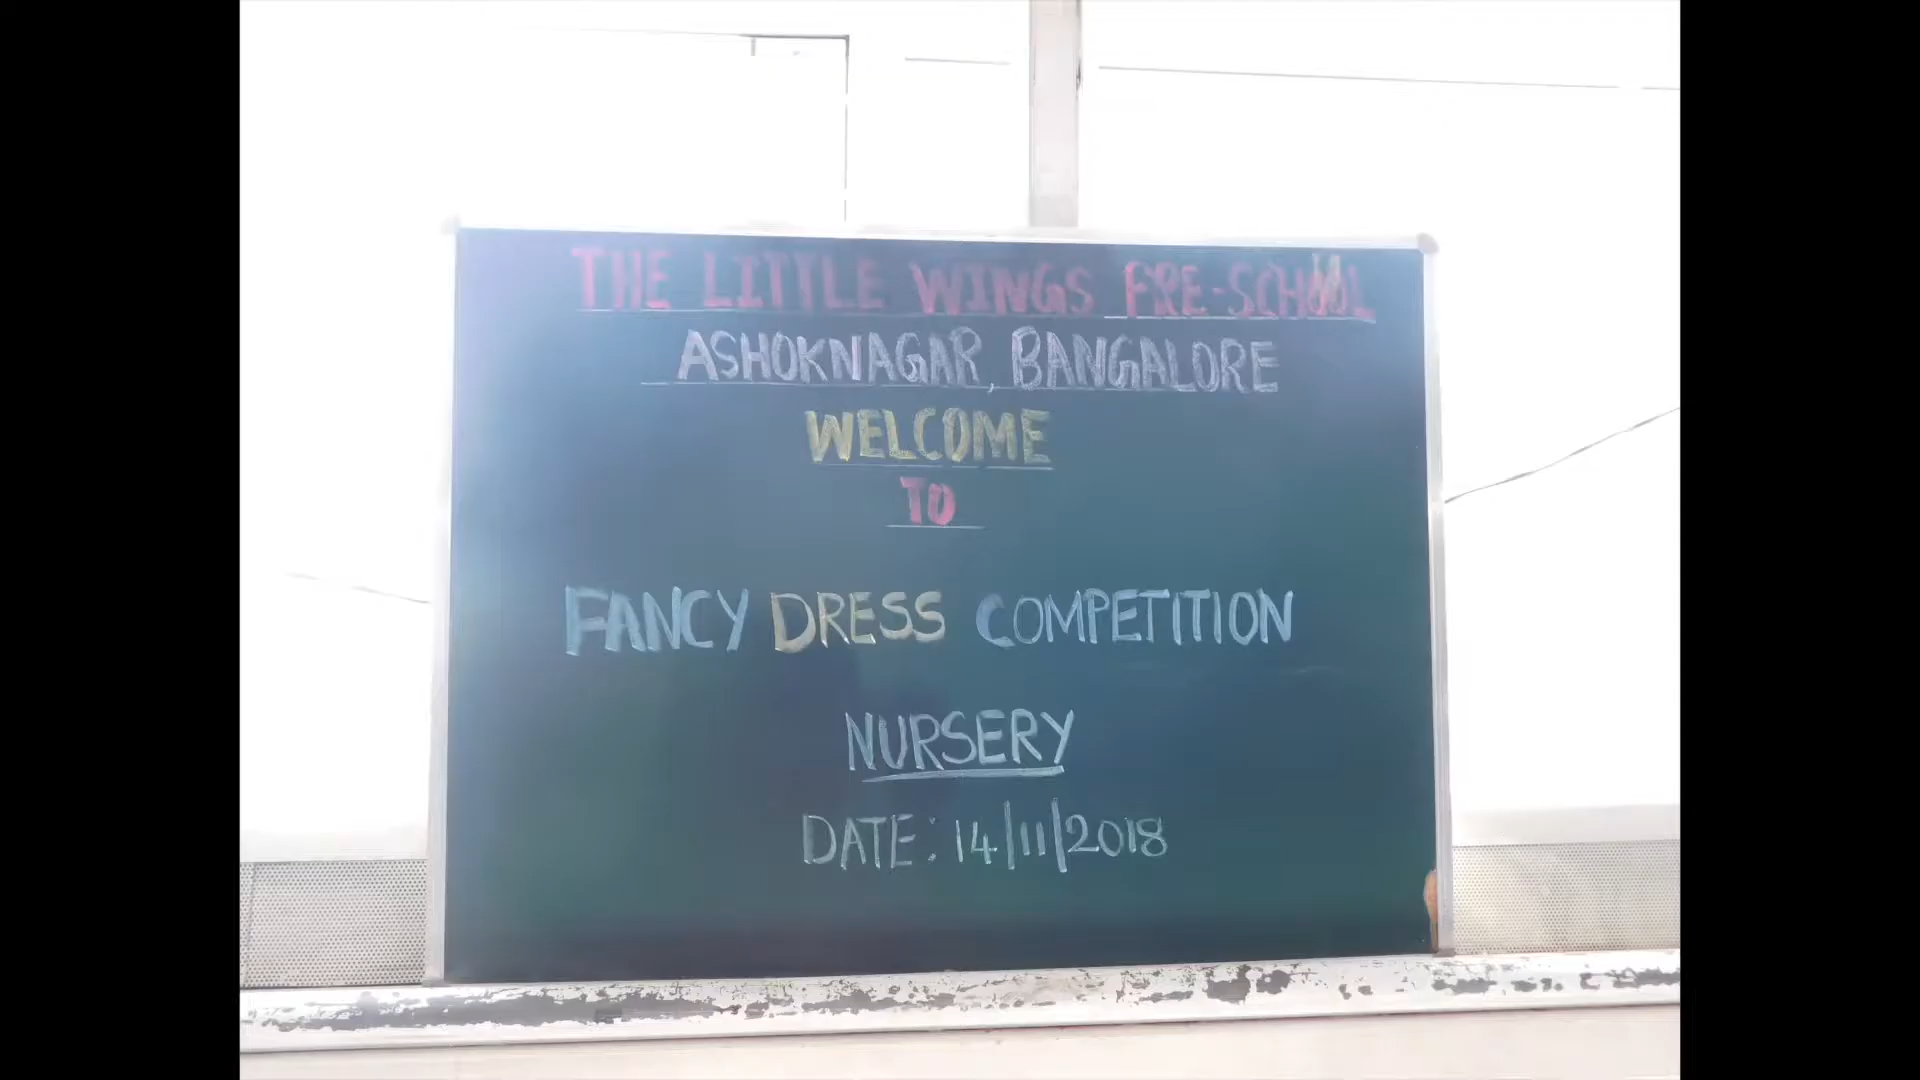 THE LITTLE WINGS PRE-SCHOOL
ASHOKNAGAR, BANGALORE
WELCOME
TO
FANCY DRESS COMPETITION
NURSERY
DATE: 14/11/2018